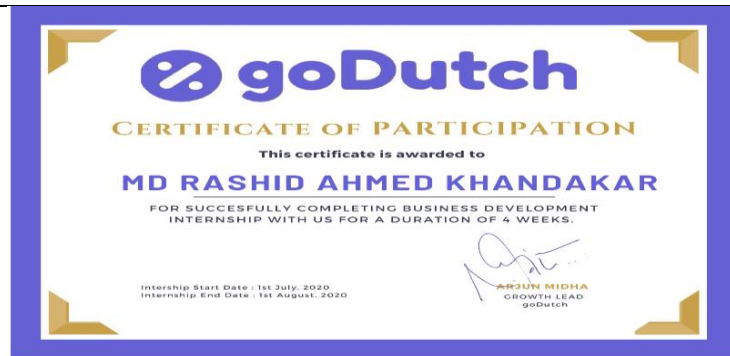 goDutch
CERTIFICATE OF PARTICIPATION
This certificate is awarded to
MD RASHID AHMED KHANDAKAR
FOR SUCCESFULLY COMPLETING BUSINESS DEVELOPMENT
INTERNSHIP WITH US FOR A DURATION OF 4 WEEKS.
Intership Start Date : 1st July, 2020
Internship End Date : 1st August, 2020
ARJUN MIDHA
GROWTH LEAD
goDutch